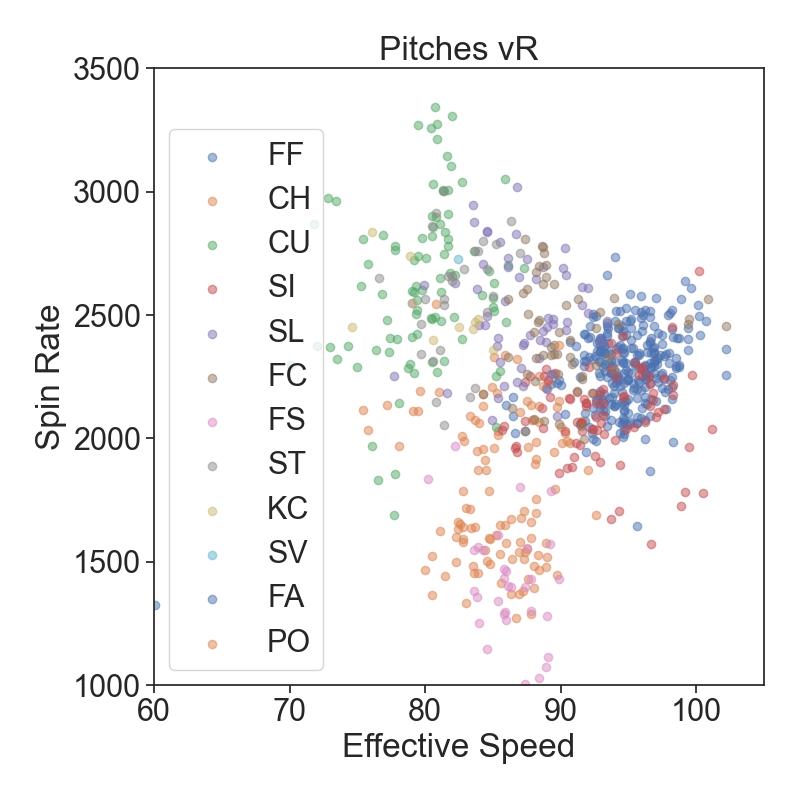 Pitches vR
3500
3000
2500
2000
1500
1000
Spin Rate
FF
CH
CU
SI
SL
FC
FS
ST
KC
SV
FA
PO
60 70 80 90 100
Effective Speed